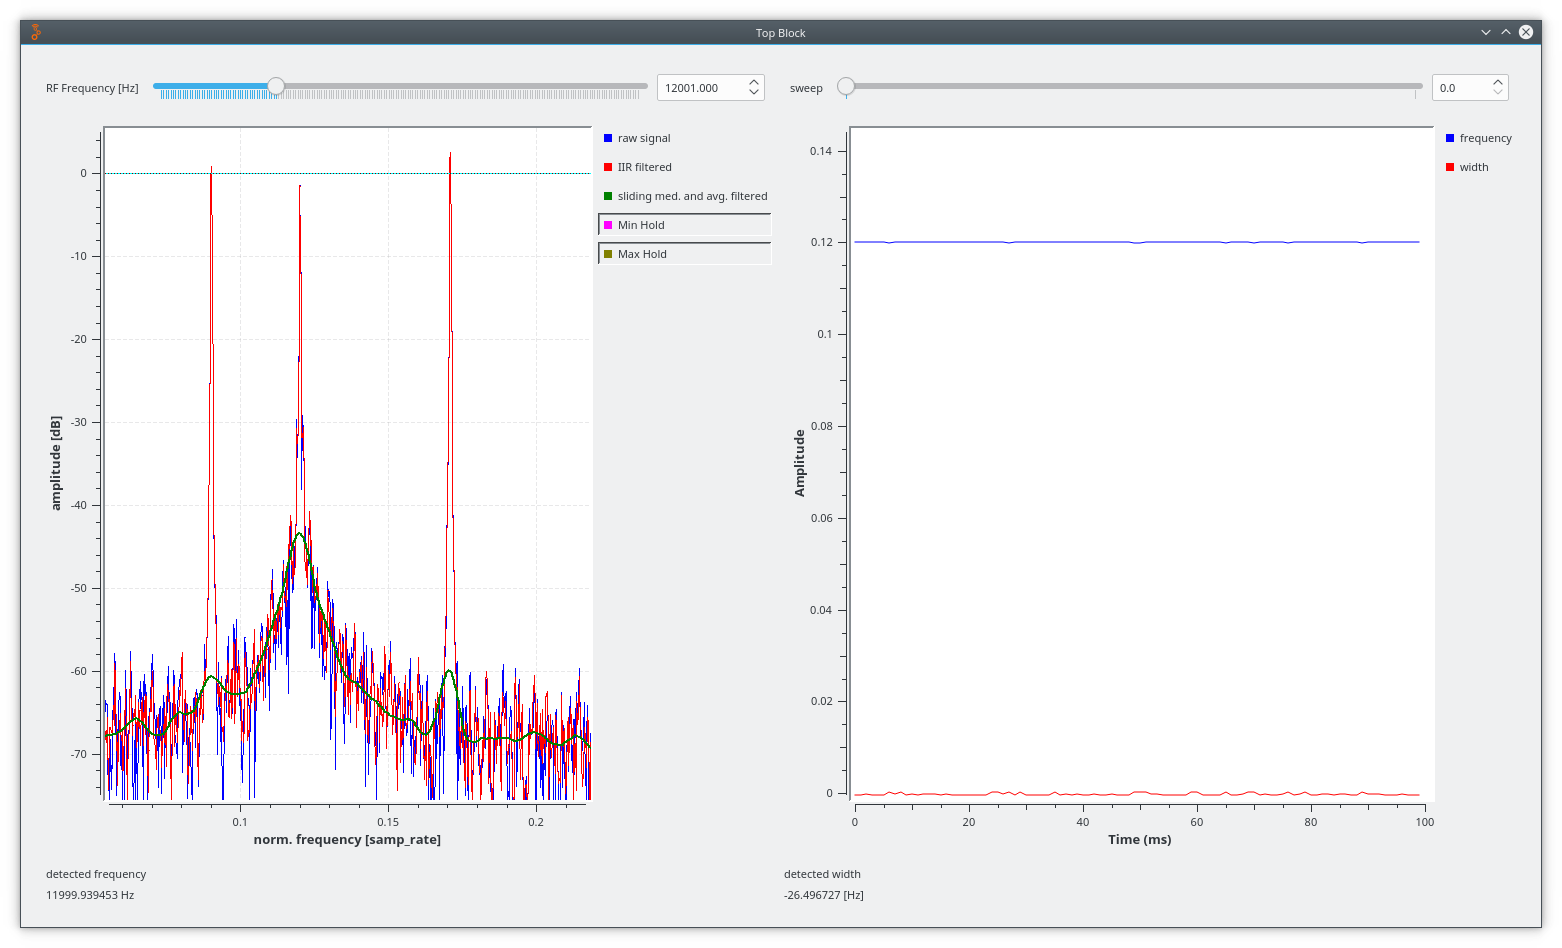 Top Block
RF Frequency [Hz]
12001.000
sweep
0.0
raw signal
IIR filtered
sliding med. and avg. filtered
Min Hold
Max Hold
0
-10
-20
-30
-40
-50
-60
-70
amplitude [dB]
0.1
0.15
0.2
norm. frequency [samp_rate]
frequency
width
0.14
0.12
0.1
0.08
0.06
0.04
0.02
0
Amplitude
0
20
40
60
80
100
Time (ms)
detected frequency
11999.939453 Hz
detected width
-26.496727 [Hz]